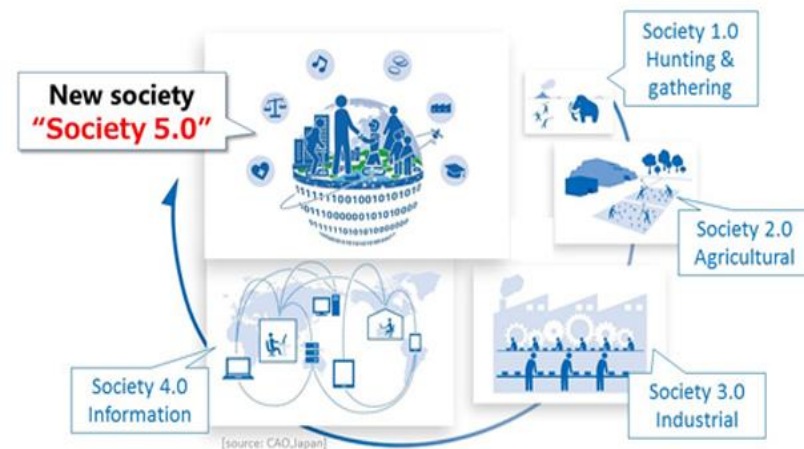 New society
“Society 5.0”
Society 1.0
Hunting &
gathering
Society 2.0
Agricultural
Society 3.0
Industrial
Society 4.0
Information
[source: CAO,Japan]